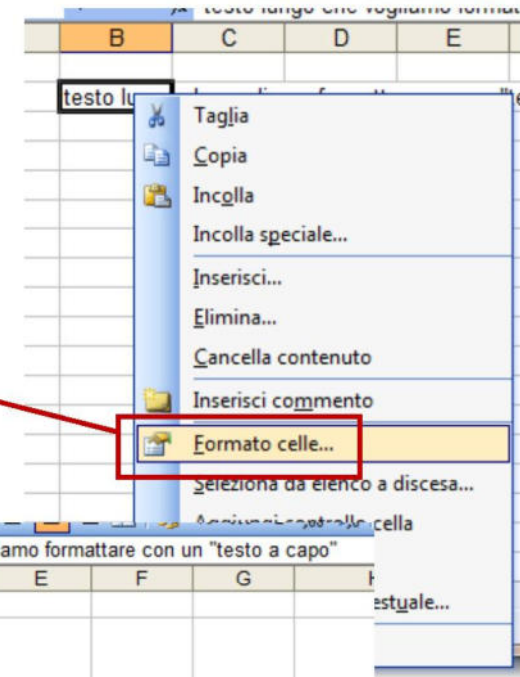 testo lungo che vogliamo format
B C D E
testo lu
Taglia
Copia
Incolla
Incolla speciale...
Inserisci...
Elimina...
Cancella contenuto
Inserisci commento
Formato celle...
Seleziona da elenco a discesa...
cella
amo formattare con un "testo a capo"
E F G
estuale...